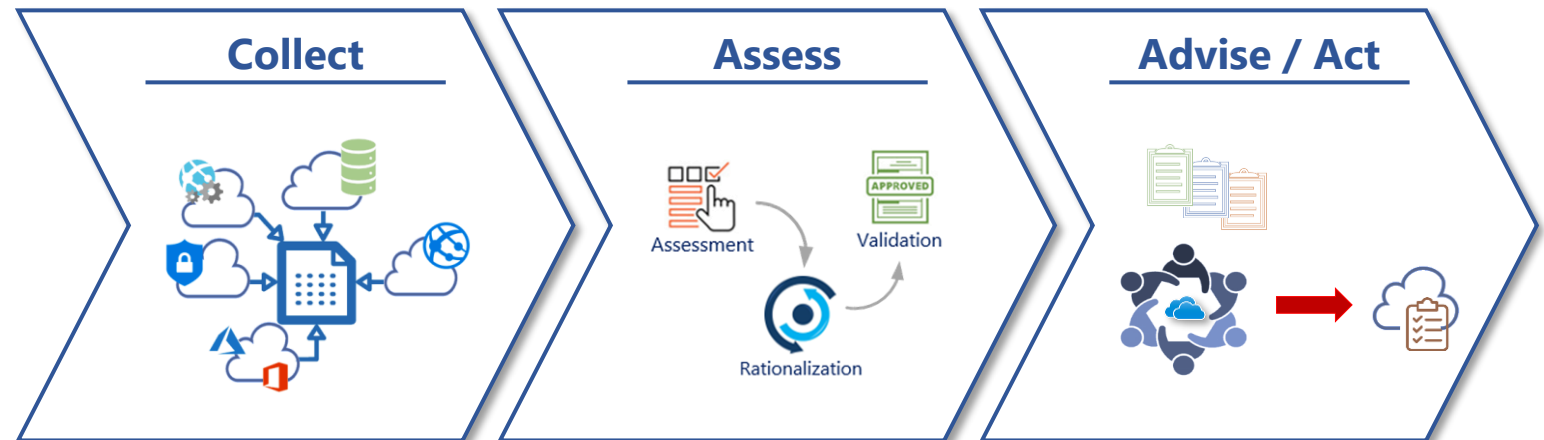 Collect
Assess
Advise / Act
Assessment
APPROVED
Validation
Rationalization